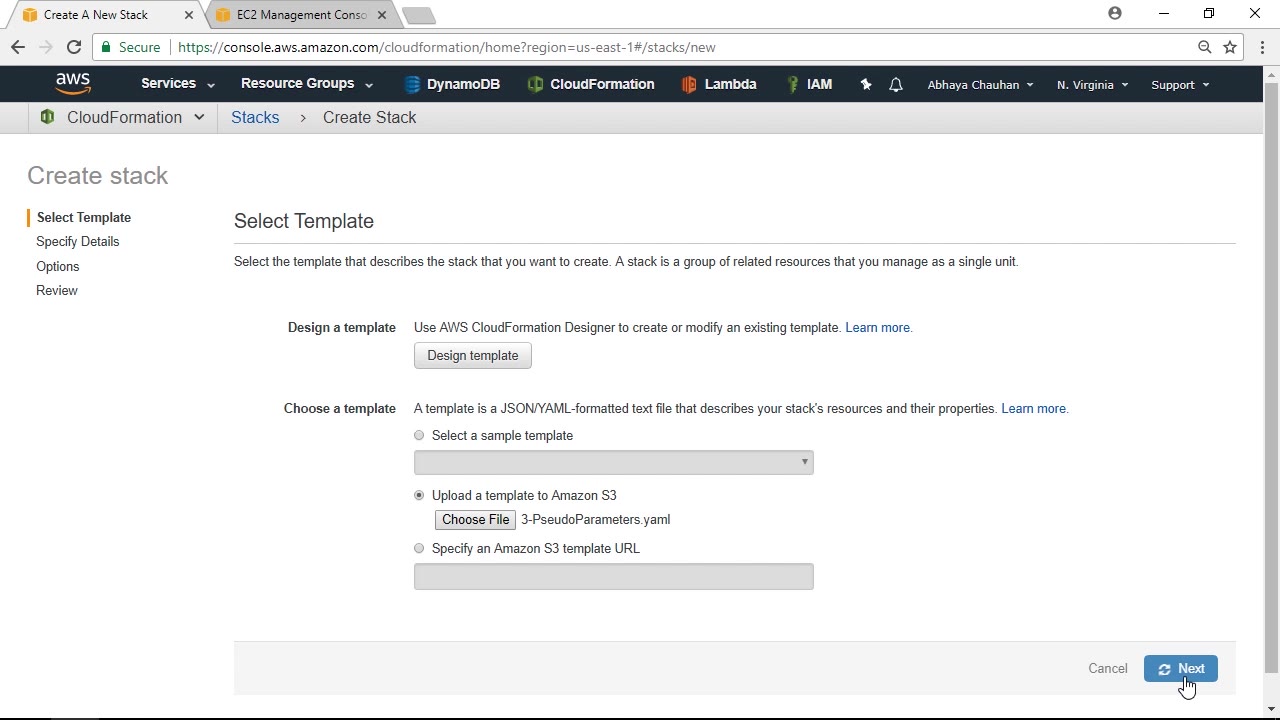 Create A New Stack
EC2 Management Conso
Secure
https://console.aws.amazon.com/cloudformation/home?region=us-east-1#/stacks/new
aws
Services
Resource Groups
DynamoDB
CloudFormation
Lambda
IAM
Abhaya Chauhan
N. Virginia
Support
CloudFormation
Stacks > Create Stack
Create stack
Select Template
Specify Details
Options
Review
Select Template
Select the template that describes the stack that you want to create. A stack is a group of related resources that you manage as a single unit.
Design a template
Use AWS CloudFormation Designer to create or modify an existing template. Learn more.
Design template
Choose a template
A template is a JSON/YAML-formatted text file that describes your stack's resources and their properties. Learn more.
Select a sample template
Upload a template to Amazon S3
Choose File 3-PseudoParameters.yaml
Specify an Amazon S3 template URL
Cancel
Next